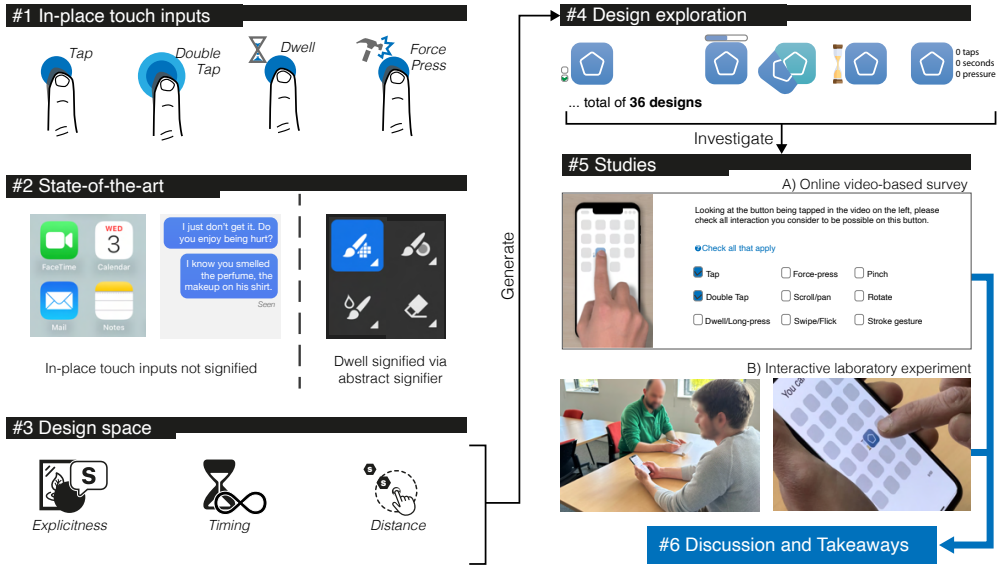 #1 In-place touch inputs
Tap
Double
Tap
Dwell
Force
Press
#2 State-of-the-art
FaceTime
WED
3
Calendar
Mail
Notes
I just don't get it. Do
you enjoy being hurt?
I know you smelled
the perfume, the
makeup on his shirt.
Seen
In-place touch inputs not signified
Dwell signified via
abstract signifier
#3 Design space
S
Explicitness
Timing
S
S
Distance
Generate
#4 Design exploration
0 taps
0 seconds
0 pressure
... total of 36 designs
Investigate
#5 Studies
A) Online video-based survey
Looking at the button being tapped in the video on the left, please
check all interaction you consider to be possible on this button.
?Check all that apply
Tap
Force-press
Pinch
Double Tap
Scroll/pan
Rotate
Dwell/Long-press
Swipe/Flick
Stroke gesture
B) Interactive laboratory experiment
You ca
#6 Discussion and Takeaways